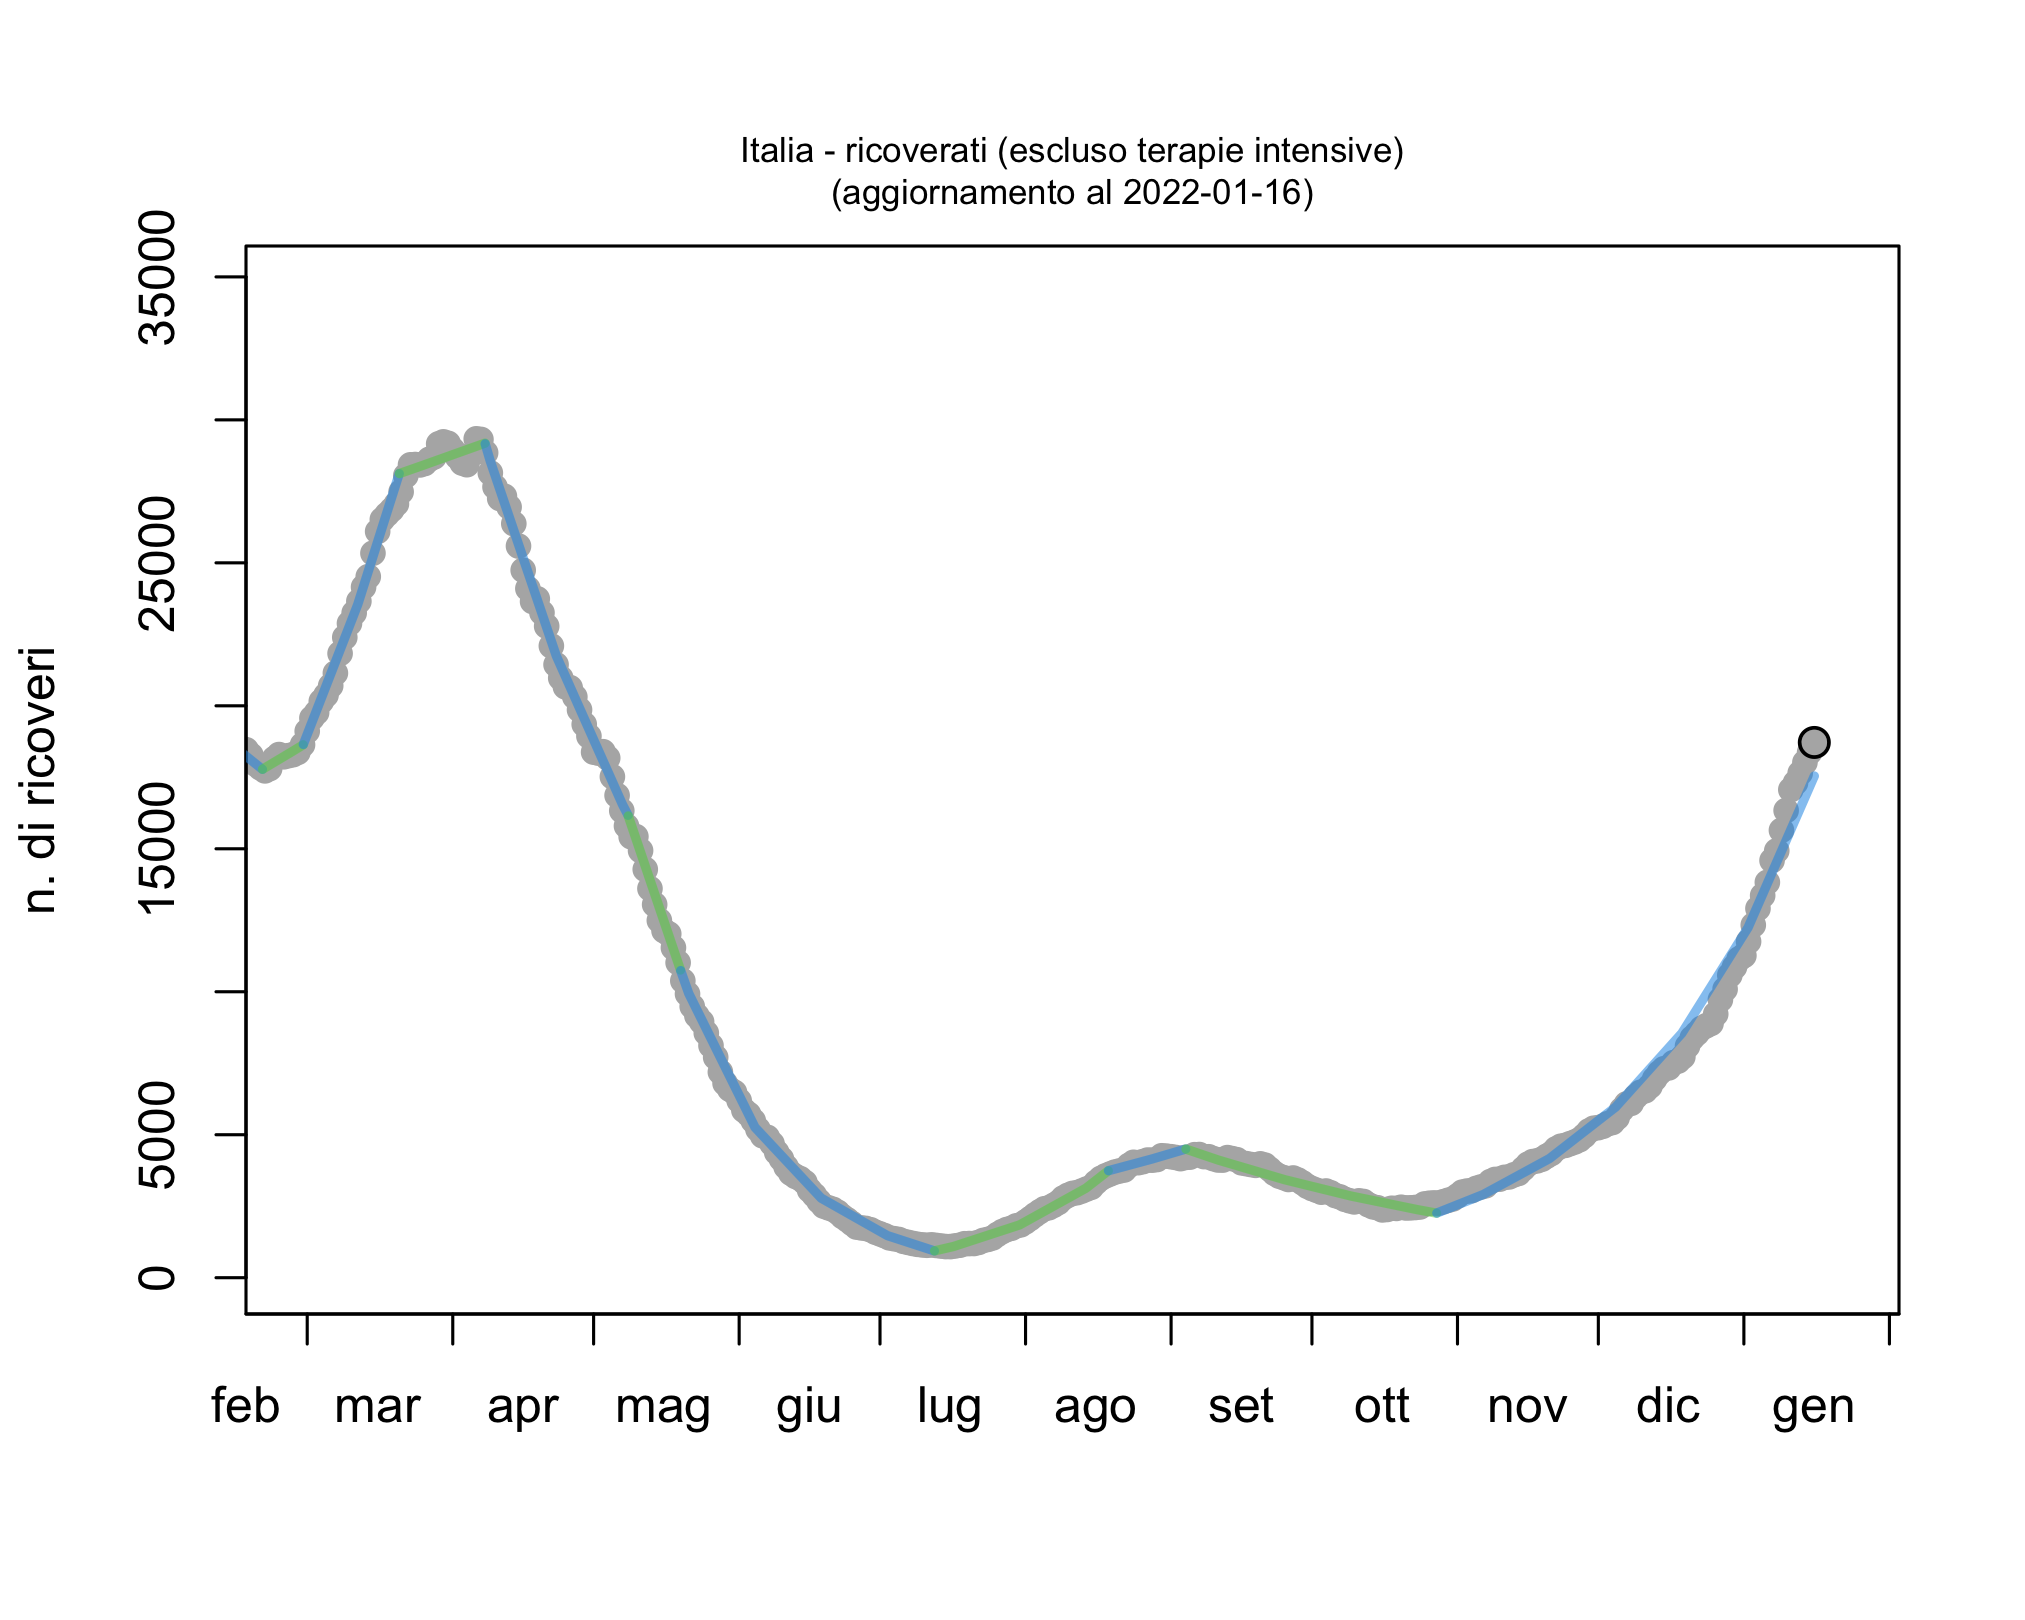 Italia - ricoverati (escluso terapie intensive)
(aggiornamento al 2022-01-16)
n. di ricoveri
35000
25000
15000
5000
0
feb mar apr mag giu lug ago set ott nov dic gen